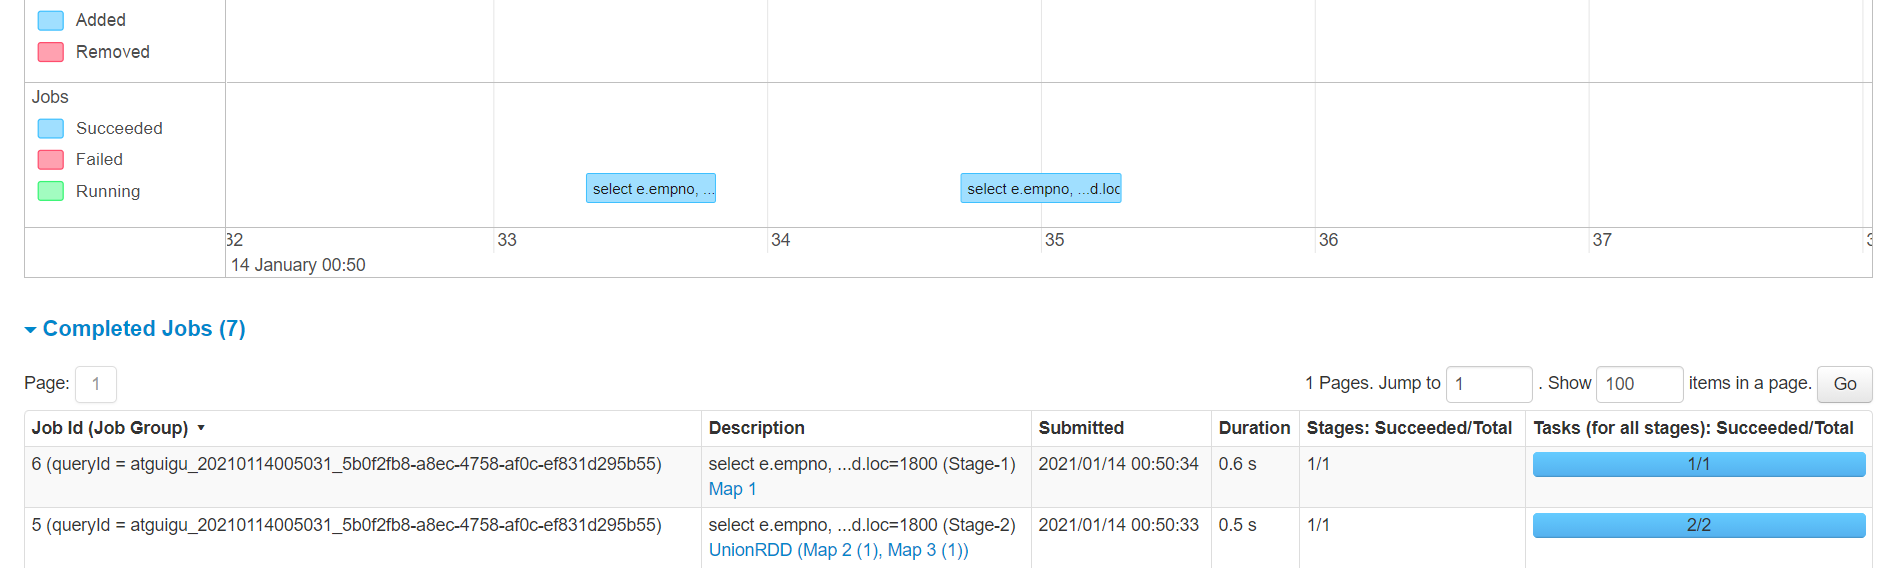 Added
Removed
Jobs
Succeeded
Failed
Running
select e.empno, ...
select e.empno, ...d.loc
32 33 34 35 36 37
14 January 00:50
Completed Jobs (7)
Page: 1
1 Pages. Jump to 1 . Show 100 items in a page. Go
Job Id (Job Group) Description Submitted Duration Stages: Succeeded/Total Tasks (for all stages): Succeeded/Total
6 (queryId = atguigu_20210114005031_5b0f2fb8-a8ec-4758-af0c-ef831d295b55) select e.empno, ...d.loc=1800 (Stage-1) 2021/01/14 00:50:34 0.6 s 1/1 1/1
Map 1
5 (queryId = atguigu_20210114005031_5b0f2fb8-a8ec-4758-af0c-ef831d295b55) select e.empno, ...d.loc=1800 (Stage-2) 2021/01/14 00:50:33 0.5 s 1/1 2/2
UnionRDD (Map 2 (1), Map 3 (1))